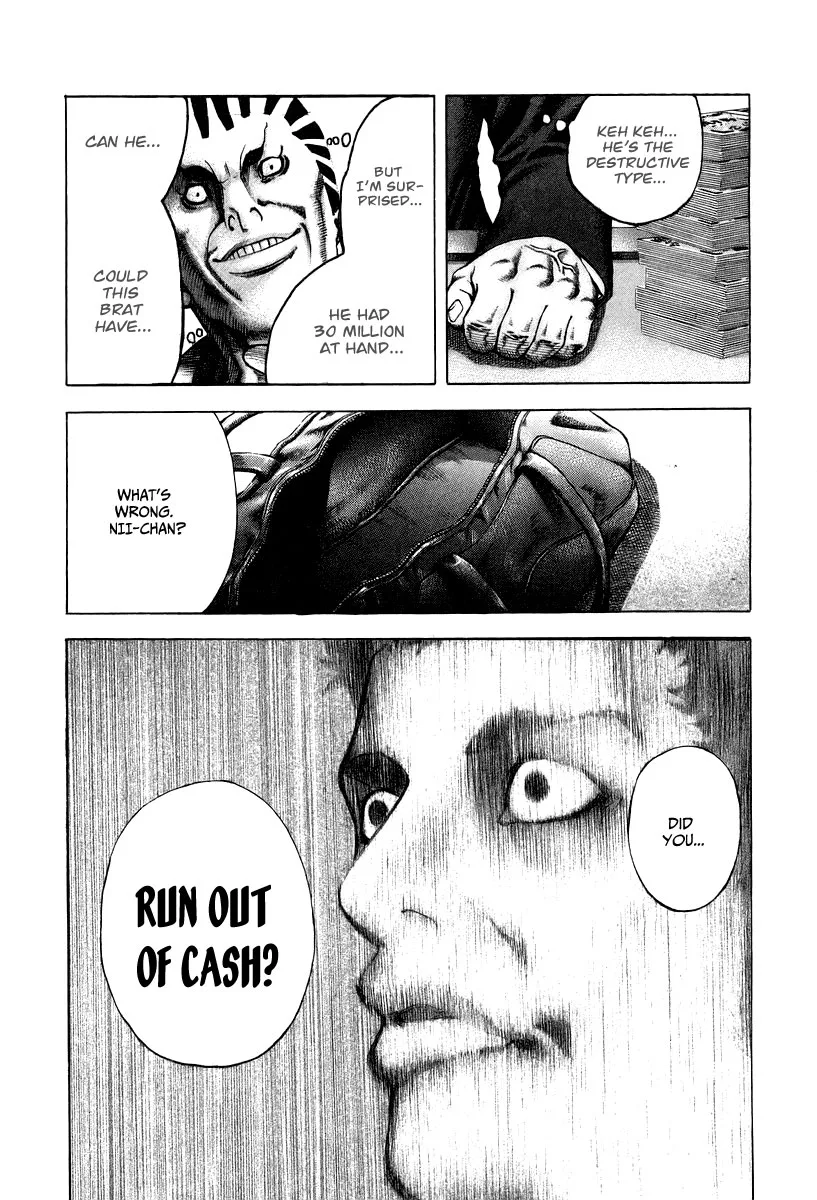 KEH KEH...
HE'S THE
DESTRUCTIVE
TYPE...
BUT
I'M SUR-
PRISED...
HE HAD
30 MILLION
AT HAND...
CAN HE...
COULD
THIS
BRAT
HAVE...
WHAT'S
WRONG.
NII-CHAN?
DID
YOU...
RUN OUT
OF CASH?